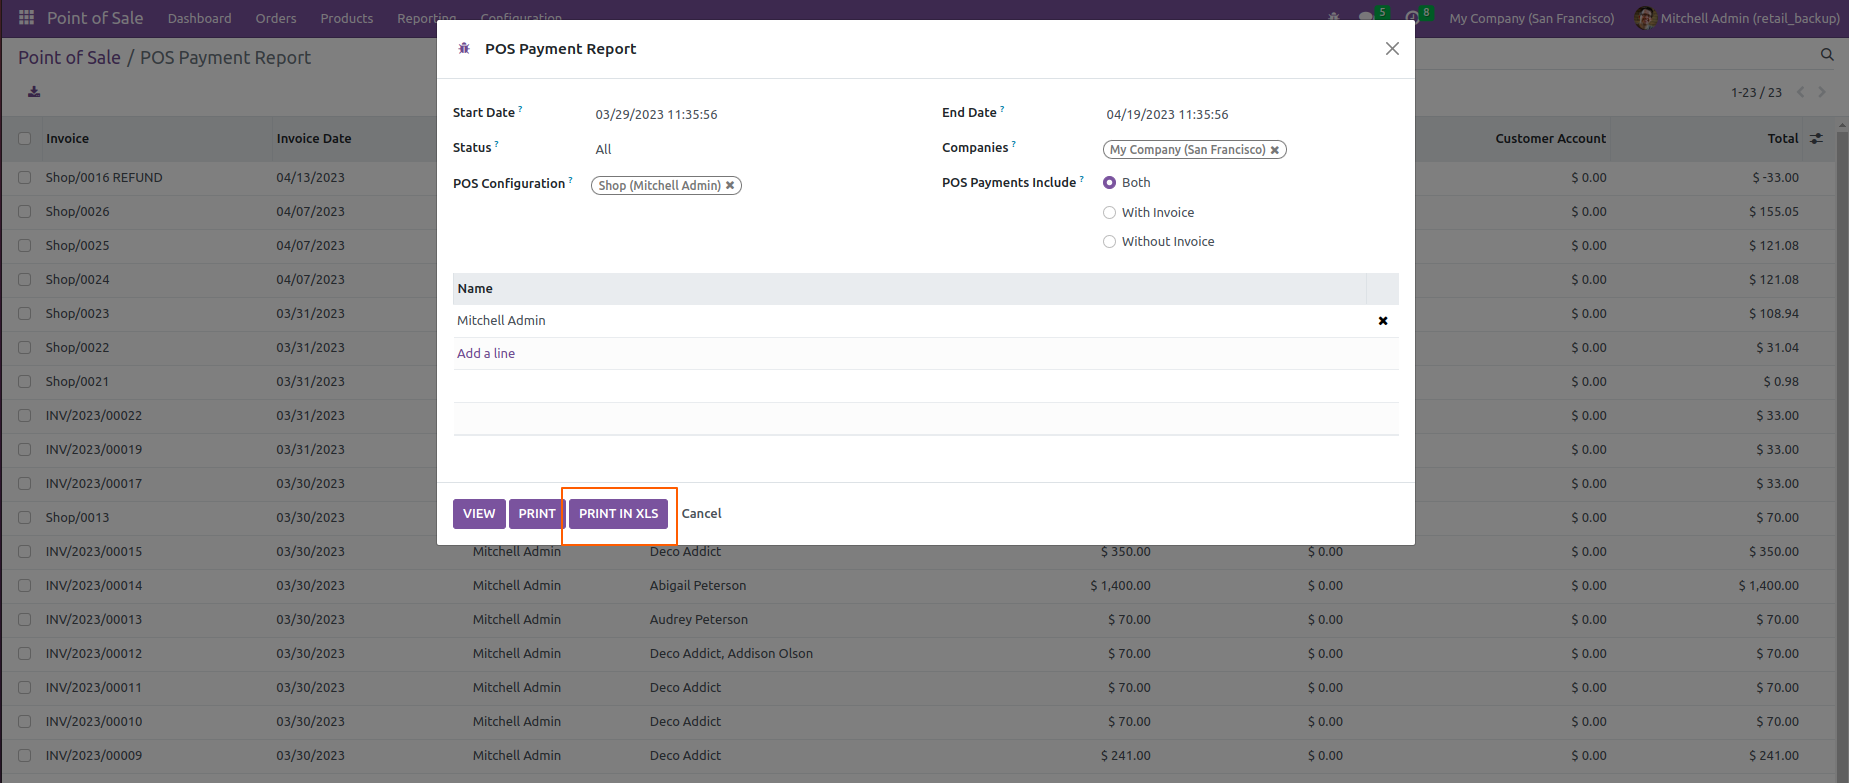 Point of Sale Dashboard Orders Products Reporting Configuration 5 8 My Company (San Francisco) Mitchell Admin (retail_backup)
POS Payment Report
Point of Sale / POS Payment Report
1-23 / 23
Start Date ? 03/29/2023 11:35:56 End Date ? 04/19/2023 11:35:56
Status ? All Companies ? My Company (San Francisco) ✖
POS Configuration ? Shop (Mitchell Admin) ✖ POS Payments Include ? Both
With Invoice
Without Invoice
Name
Mitchell Admin
Add a line
VIEW PRINT PRINT IN XLS Cancel
Invoice Invoice Date Customer Account Total
Shop/0016 REFUND 04/13/2023 $ 0.00 $ -33.00
Shop/0026 04/07/2023 $ 0.00 $ 155.05
Shop/0025 04/07/2023 $ 0.00 $ 121.08
Shop/0024 04/07/2023 $ 0.00 $ 121.08
Shop/0023 03/31/2023 $ 0.00 $ 108.94
Shop/0022 03/31/2023 $ 0.00 $ 31.04
Shop/0021 03/31/2023 $ 0.00 $ 0.98
INV/2023/00022 03/31/2023 $ 0.00 $ 33.00
INV/2023/00019 03/31/2023 $ 0.00 $ 33.00
INV/2023/00017 03/30/2023 $ 0.00 $ 33.00
Shop/0013 03/30/2023 $ 0.00 $ 70.00
INV/2023/00015 03/30/2023 Mitchell Admin Deco Addict $ 350.00 $ 0.00 $ 0.00 $ 350.00
INV/2023/00014 03/30/2023 Mitchell Admin Abigail Peterson $ 1,400.00 $ 0.00 $ 0.00 $ 1,400.00
INV/2023/00013 03/30/2023 Mitchell Admin Audrey Peterson $ 70.00 $ 0.00 $ 0.00 $ 70.00
INV/2023/00012 03/30/2023 Mitchell Admin Deco Addict, Addison Olson $ 70.00 $ 0.00 $ 0.00 $ 70.00
INV/2023/00011 03/30/2023 Mitchell Admin Deco Addict $ 70.00 $ 0.00 $ 0.00 $ 70.00
INV/2023/00010 03/30/2023 Mitchell Admin Deco Addict $ 70.00 $ 0.00 $ 0.00 $ 70.00
INV/2023/00009 03/30/2023 Mitchell Admin Deco Addict $ 241.00 $ 0.00 $ 0.00 $ 241.00